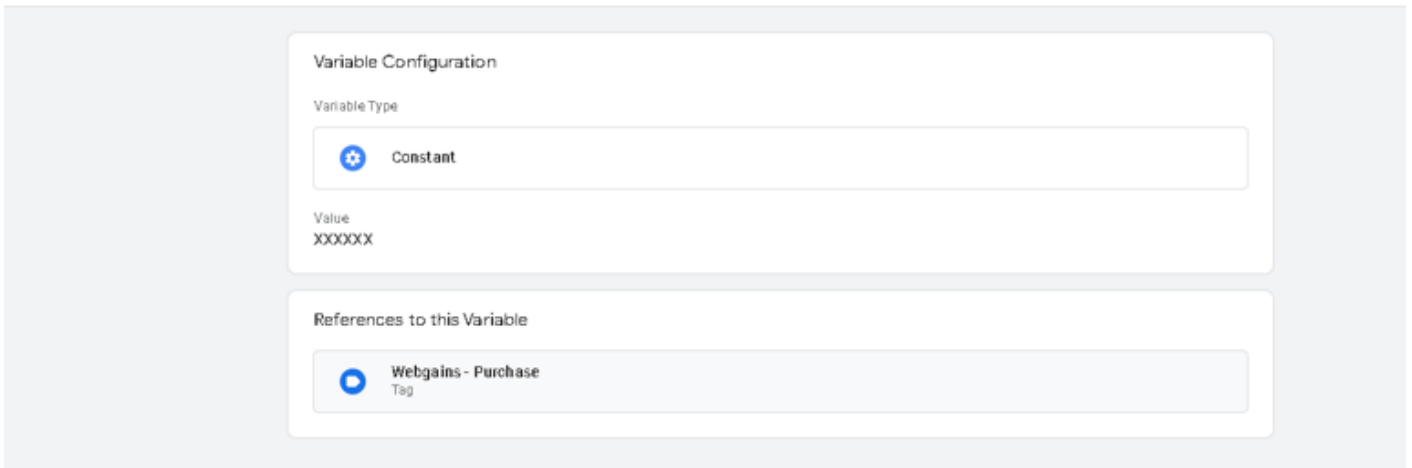 Variable Configuration
Variable Type
Constant
Value
XXXXXX
References to this Variable
Webgains - Purchase
Tag